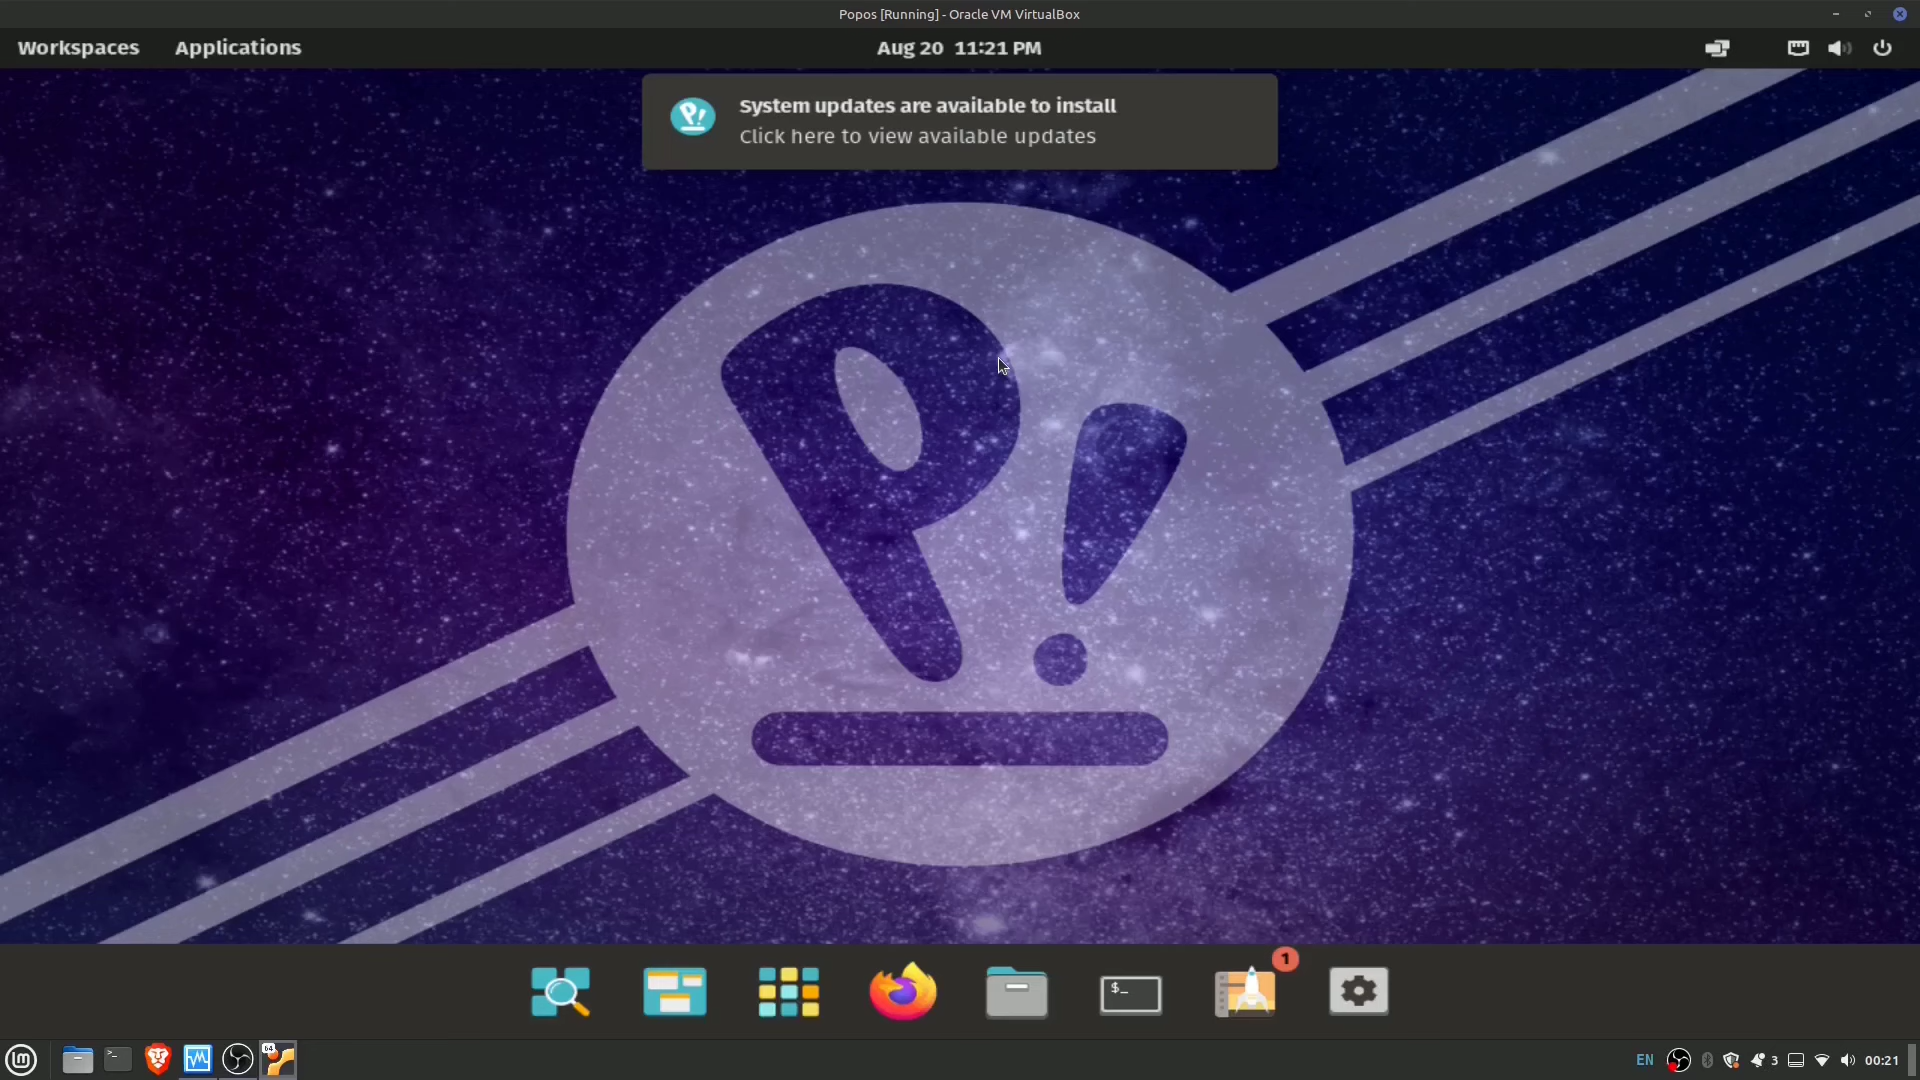 Popos [Running] - Oracle VM VirtualBox
Workspaces Applications Aug 20 11:21 PM
System updates are available to install
Click here to view available updates
P!
1
$_
64
>_
EN 3 00:21